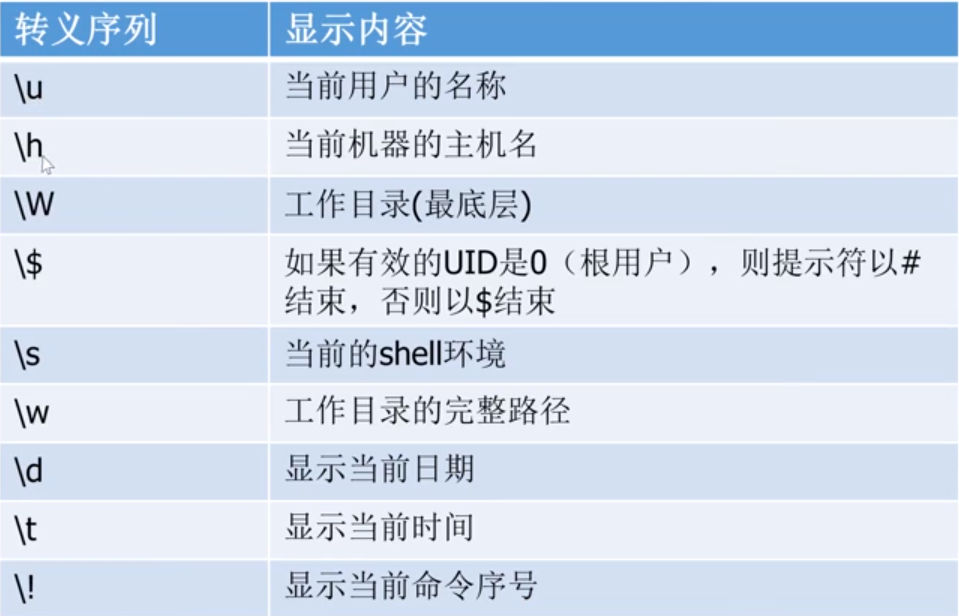 转义序列 显示内容
\u 当前用户的名称
\h 当前机器的主机名
\W 工作目录(最底层)
\$ 如果有效的UID是0（根用户），则提示符以#
结束，否则以$结束
\s 当前的shell环境
\w 工作目录的完整路径
\d 显示当前日期
\t 显示当前时间
\! 显示当前命令序号